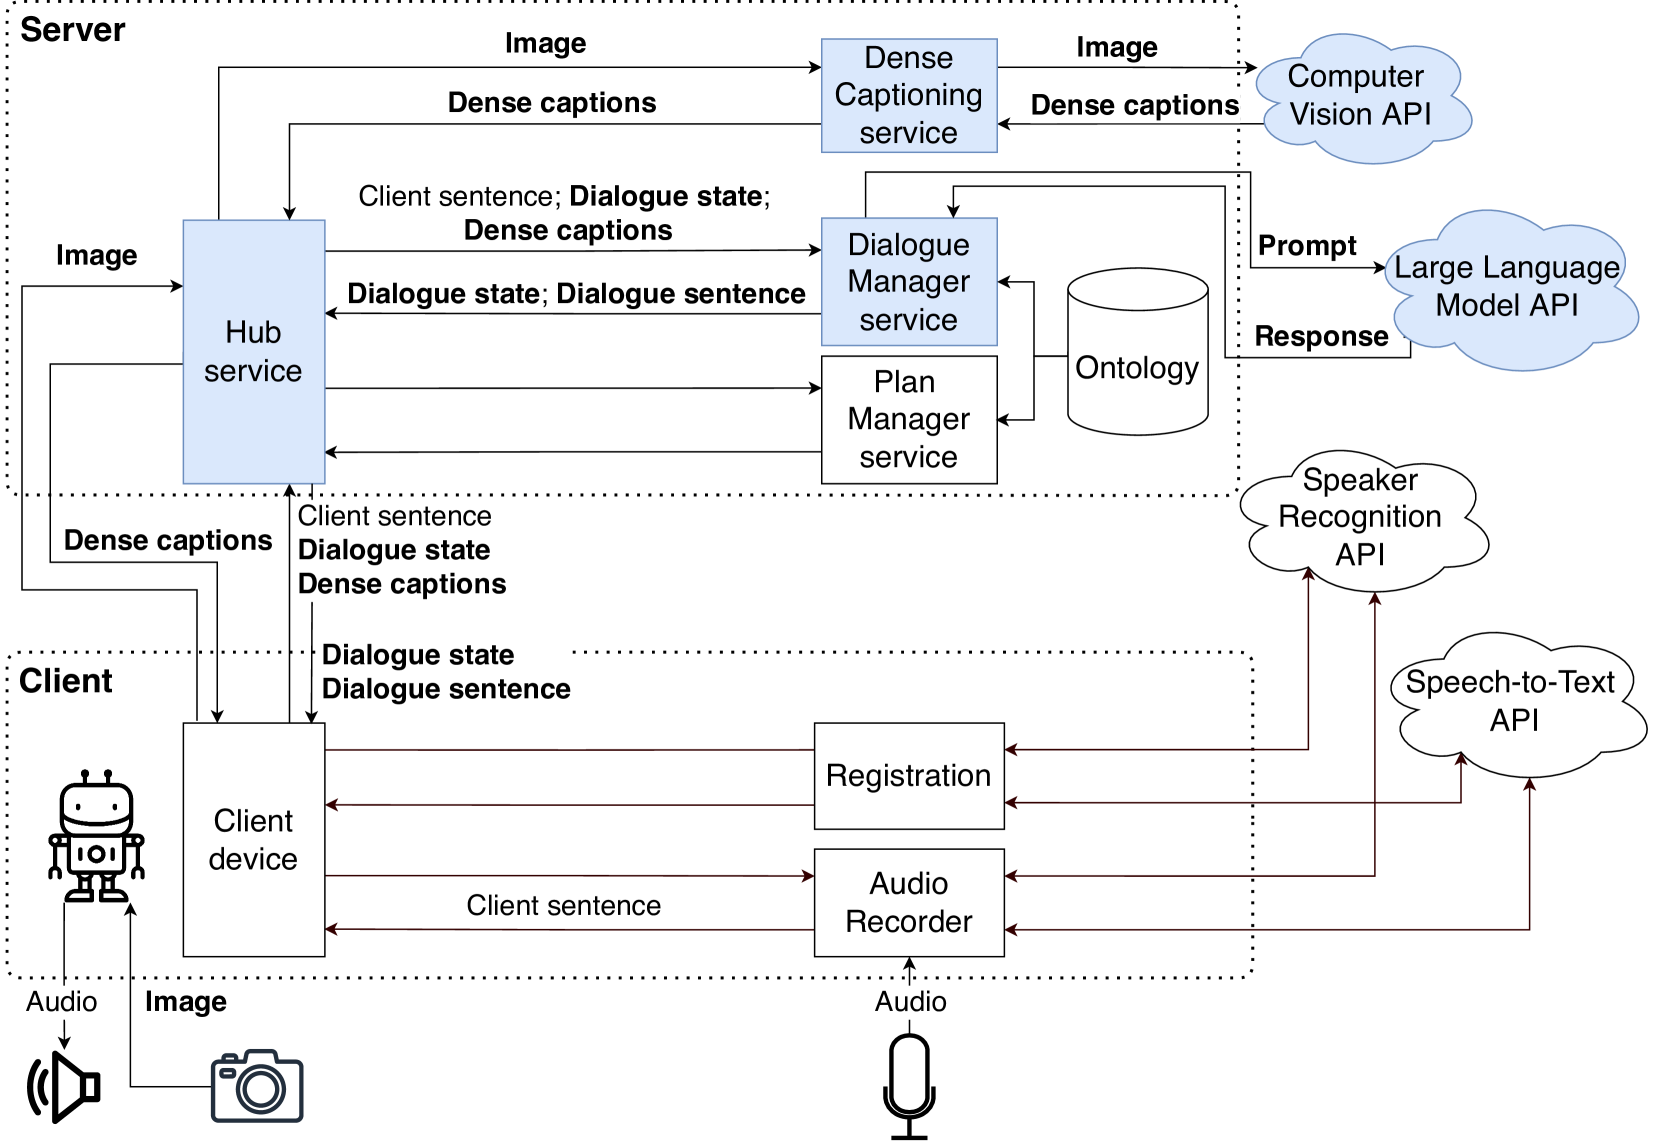 Server
Image
Dense
Captioning
service
Image
Computer
Vision API
Dense captions
Dense captions
Client sentence; Dialogue state;
Dense captions
Image
Hub
service
Dialogue
Manager
service
Prompt
Large Language
Model API
Dialogue state; Dialogue sentence
Response
Ontology
Plan
Manager
service
Speaker
Recognition
API
Dense captions
Client sentence
Dialogue state
Dense captions
Dialogue state
Dialogue sentence
Client
Speech-to-Text
API
Registration
Client
device
Audio
Recorder
Client sentence
Audio
Image
Audio